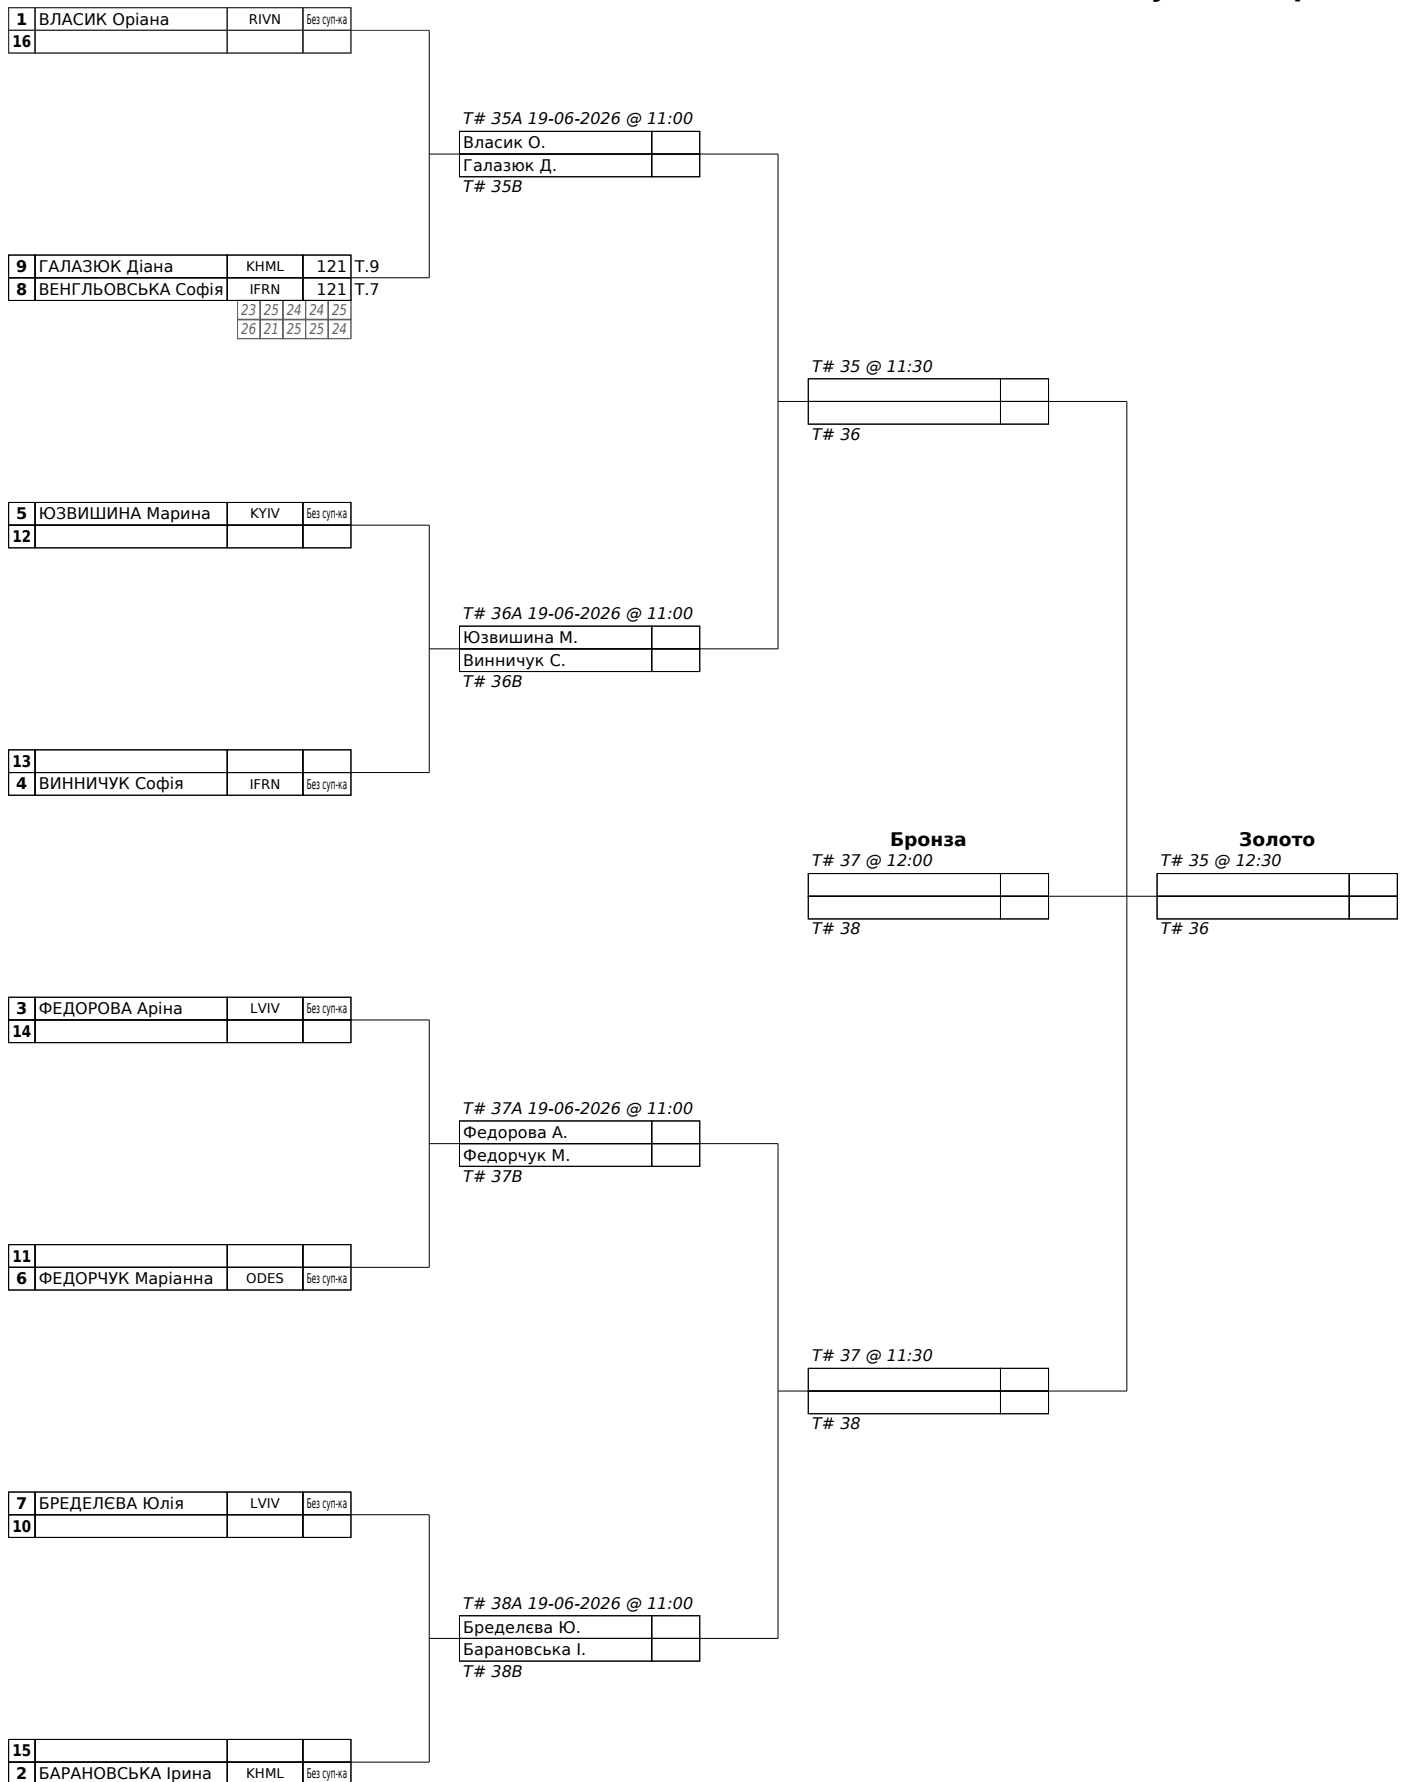 1 ВЛАСИК Оріана RIVN Без суп-ка
16
T# 35A 19-06-2026 @ 11:00
Власик О.
Галазюк Д.
T# 35B
9 ГАЛАЗЮК Діана KHML 121 T.9
8 ВЕНГЛЬОВСЬКА Софія IFRN 121 T.7
23 25 24 24 25
26 21 25 25 24
T# 35 @ 11:30
T# 36
5 ЮЗВИШИНА Марина KYIV Без суп-ка
12
T# 36A 19-06-2026 @ 11:00
Юзвишина М.
Винничук С.
T# 36B
13
4 ВИННИЧУК Софія IFRN Без суп-ка
Бронза Золото
T# 37 @ 12:00 T# 35 @ 12:30
T# 38 T# 36
3 ФЕДОРОВА Аріна LVIV Без суп-ка
14
T# 37A 19-06-2026 @ 11:00
Федорова А.
Федорчук М.
T# 37B
11
6 ФЕДОРЧУК Маріанна ODES Без суп-ка
T# 37 @ 11:30
T# 38
7 БРЕДЕЛЄВА Юлія LVIV Без суп-ка
10
T# 38A 19-06-2026 @ 11:00
Бределєва Ю.
Барановська І.
T# 38B
15
2 БАРАНОВСЬКА Ірина KHML Без суп-ка